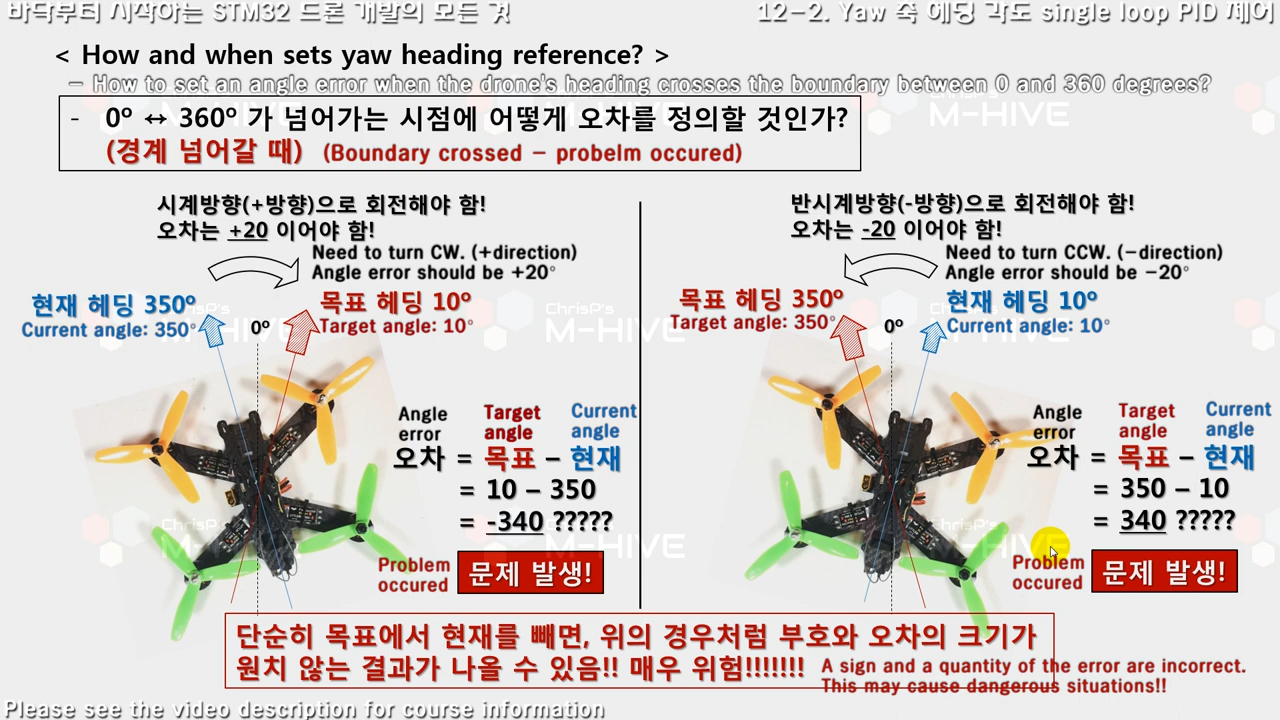 바닥부터 시작하는 STM32 드론 개발의 모든 것
12-2. Yaw 축 헤딩 각도 single loop PID 제어
< How and when sets yaw heading reference? >
- How to set an angle error when the drone's heading crosses the boundary between 0 and 360 degrees?
- 0º ↔ 360º 가 넘어가는 시점에 어떻게 오차를 정의할 것인가?
(경계 넘어갈 때) (Boundary crossed - probelm occured)
시계방향(+방향)으로 회전해야 함!
오차는 +20 이어야 함!
Need to turn CW. (+direction)
Angle error should be +20°
현재 헤딩 350º
Current angle: 350°
0º
목표 헤딩 10º
Target angle: 10°
Angle error
Target angle
Current angle
오차 = 목표 - 현재
= 10 - 350
= -340 ?????
Problem occured
문제 발생!
반시계방향(-방향)으로 회전해야 함!
오차는 -20 이어야 함!
Need to turn CCW. (-direction)
Angle error should be -20°
목표 헤딩 350º
Target angle: 350°
0º
현재 헤딩 10º
Current angle: 10°
Angle error
Target angle
Current angle
오차 = 목표 - 현재
= 350 - 10
= 340 ?????
Problem occured
문제 발생!
단순히 목표에서 현재를 빼면, 위의 경우처럼 부호와 오차의 크기가
원치 않는 결과가 나올 수 있음!! 매우 위험!!!!!!!
A sign and a quantity of the error are incorrect.
This may cause dangerous situations!!
Please see the video description for course information
ChrisP's
M-HIVE